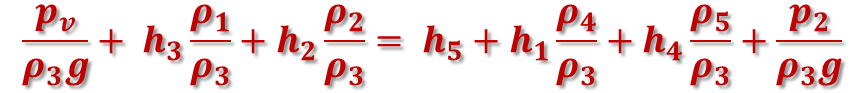 p_v/(ρ_3 g) + h_3 ρ_1/ρ_3 + h_2 ρ_2/ρ_3 = h_5 + h_1 ρ_4/ρ_3 + h_4 ρ_5/ρ_3 + p_2/(ρ_3 g)